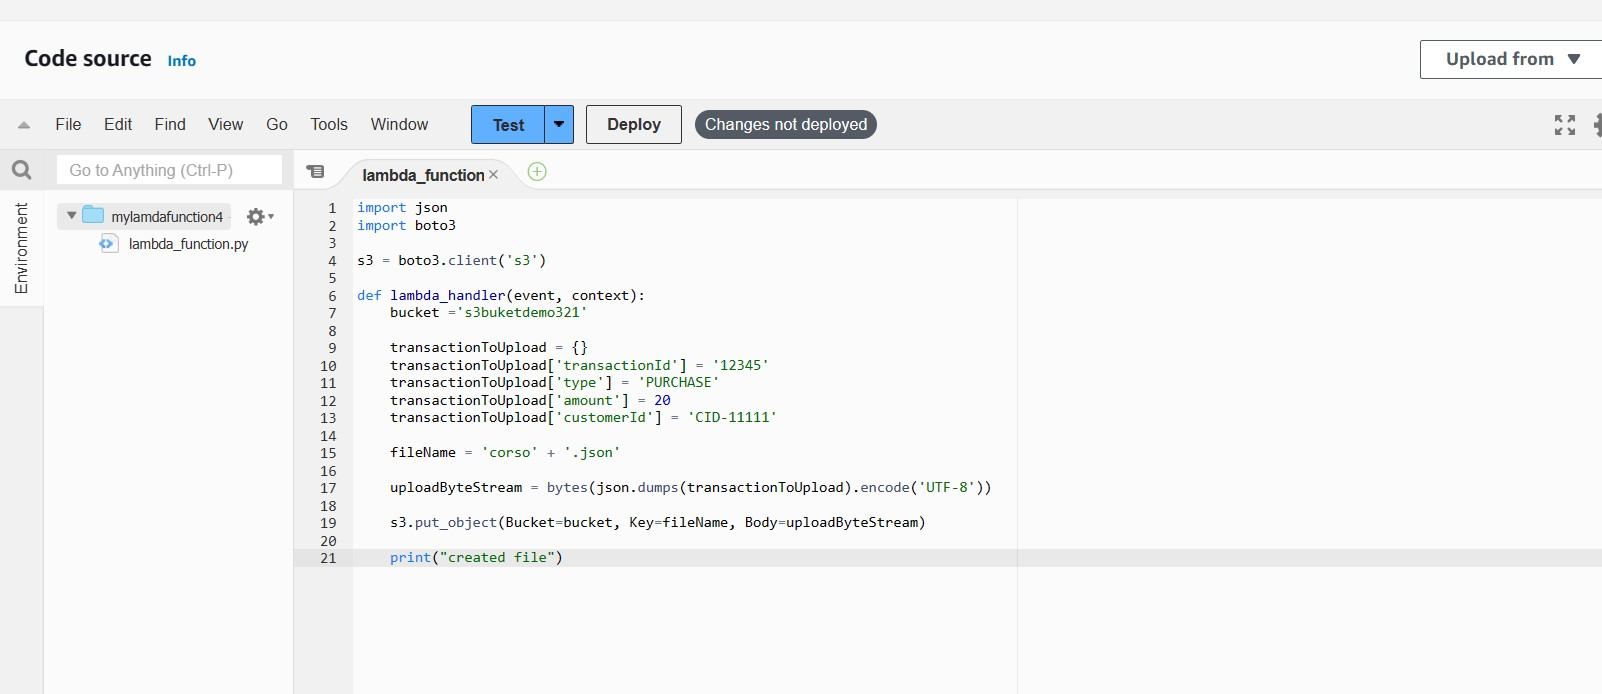 Code source Info
Upload from
File Edit Find View Go Tools Window Test Deploy Changes not deployed
Go to Anything (Ctrl-P)
lambda_function
Environment
mylamdafunction4
lambda_function.py
1 import json
2 import boto3
3
4 s3 = boto3.client('s3')
5
6 def lambda_handler(event, context):
7     bucket ='s3buketdemo321'
8
9     transactionToUpload = {}
10     transactionToUpload['transactionId'] = '12345'
11     transactionToUpload['type'] = 'PURCHASE'
12     transactionToUpload['amount'] = 20
13     transactionToUpload['customerId'] = 'CID-11111'
14
15     fileName = 'corso' + '.json'
16
17     uploadByteStream = bytes(json.dumps(transactionToUpload).encode('UTF-8'))
18
19     s3.put_object(Bucket=bucket, Key=fileName, Body=uploadByteStream)
20
21     print("created file")